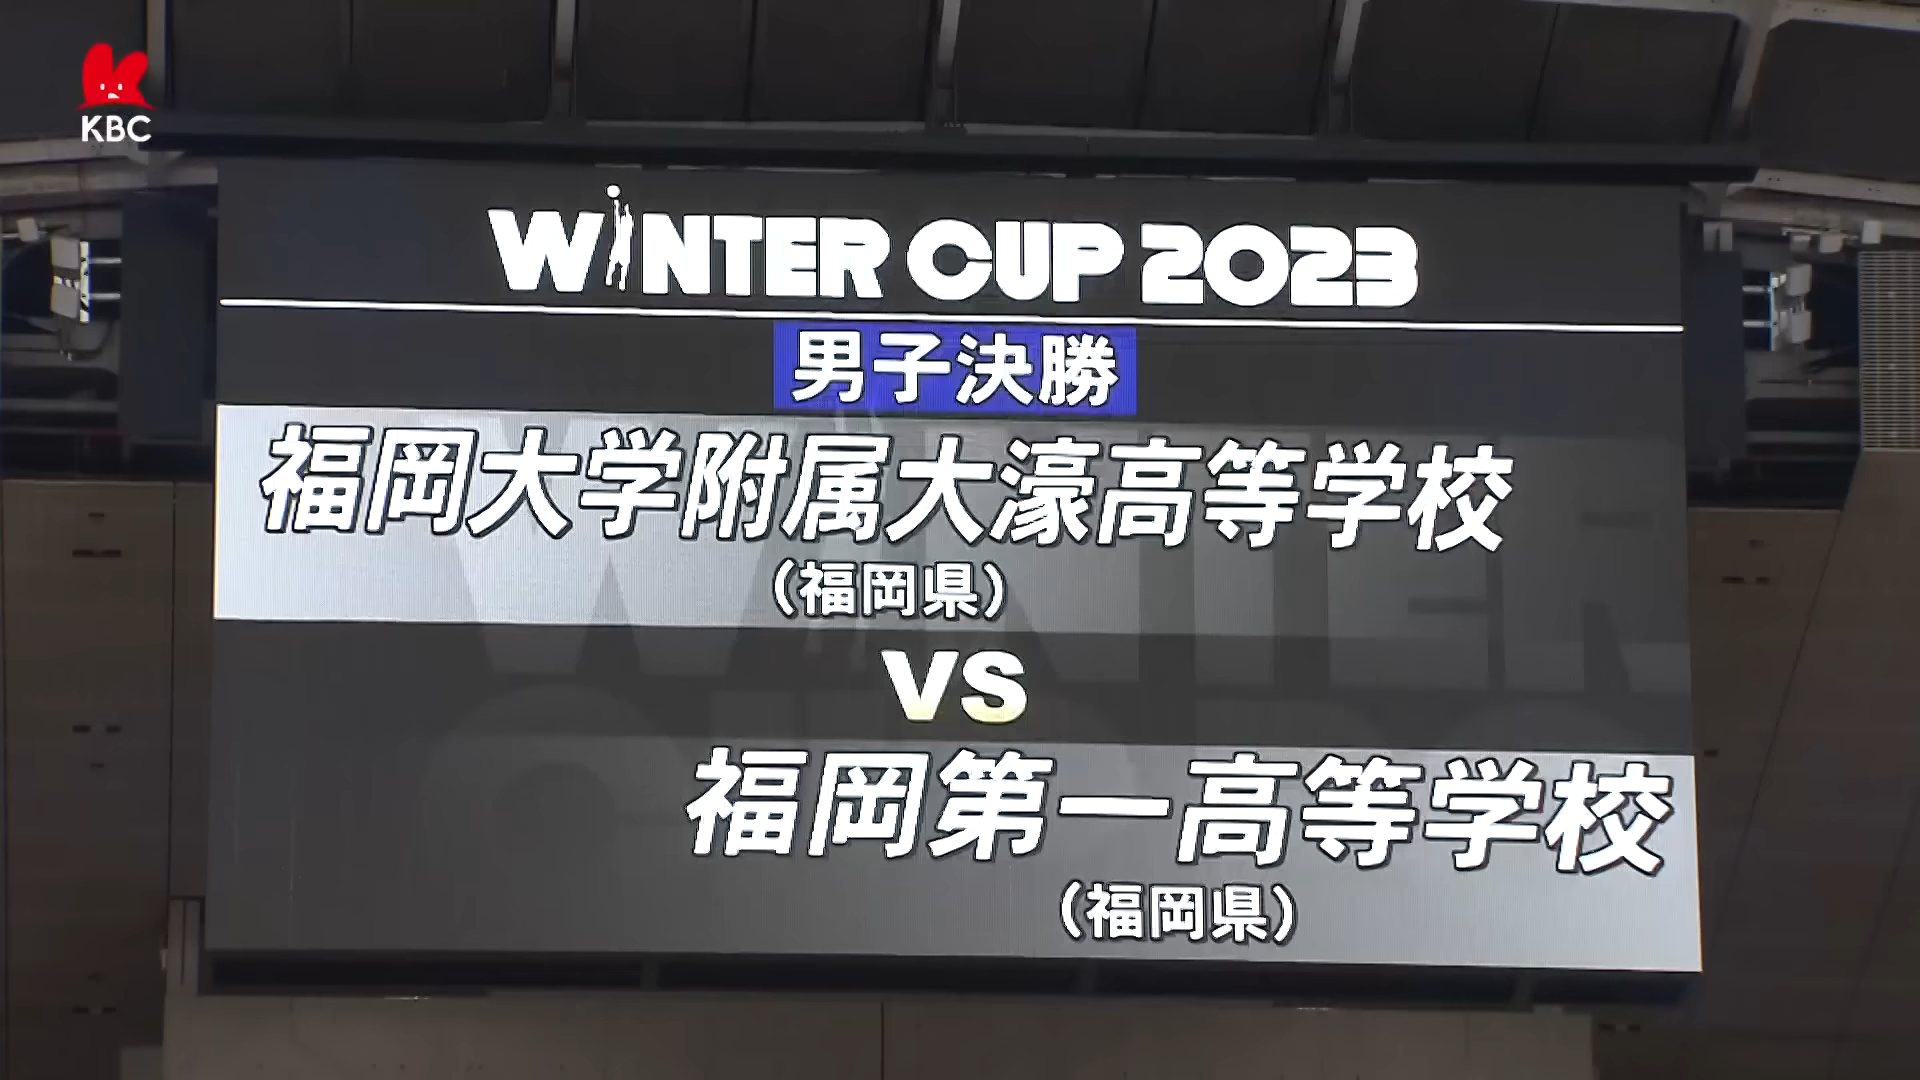 KBC
WINTER CUP 2023
男子決勝
福岡大学附属大濠高等学校
(福岡県)
VS
福岡第一高等学校
(福岡県)